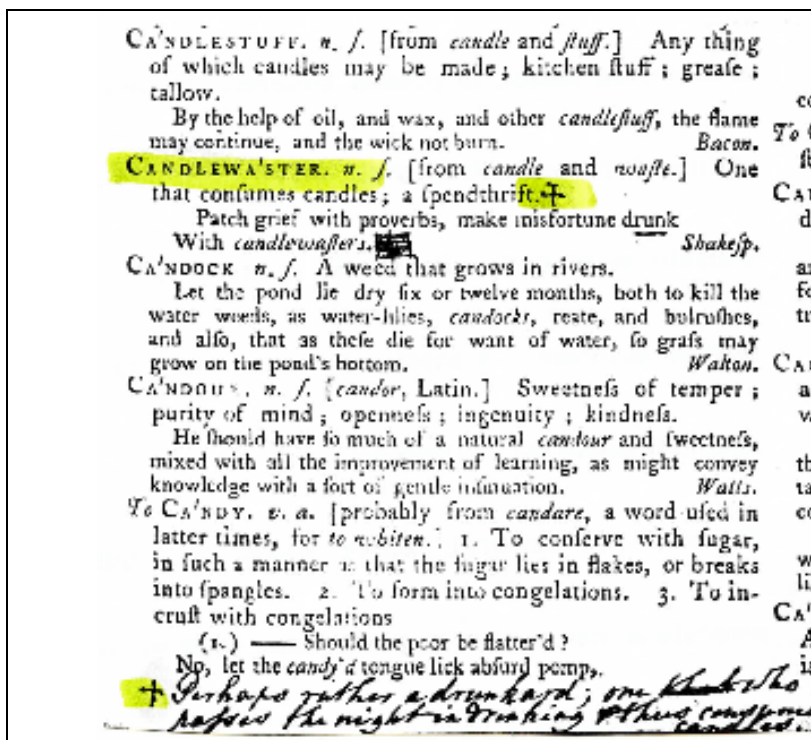 CA'NDLESTUFF. n. ſ. [from candle and ſtuff.] Any thing
of which candles may be made; kitchen ſtuff; greaſe;
tallow.
By the help of oil, and wax, and other candleſtuff, the flame
may continue, and the wick not burn. Bacon.
CANDLEWA'STER. n. ſ. [from candle and waſte.] One
that conſumes candles; a ſpendthrift. ✝
Patch grief with proverbs, make misfortune drunk
With candlewaſters. Shakeſp.
CA'NDOCK n. ſ. A weed that grows in rivers.
Let the pond lie dry ſix or twelve months, both to kill the
water weeds, as water-lilies, candocks, reate, and bulruſhes,
and alſo, that as theſe die for want of water, ſo graſs may
grow on the pond's bottom. Walton.
CA'NDOUR. n. ſ. [candor, Latin.] Sweetneſs of temper;
purity of mind; openneſs; ingenuity; kindneſs.
He ſhould have ſo much of a natural candour and ſweetneſs,
mixed with all the improvement of learning, as might convey
knowledge with a ſort of gentle inſinuation. Watts.
To CA'NDY. v. a. [probably from candare, a word uſed in
latter times, for to whiten.] 1. To conſerve with ſugar,
in ſuch a manner as that the ſugar lies in flakes, or breaks
into ſpangles. 2. To form into congelations. 3. To in-
cruſt with congelations
(1.) —— Should the poor be flatter'd?
No, let the candy'd tongue lick abſurd pomp,
✝ Perhaps rather a drunkard; one who
passes the night in drinking & thus consumes
candles.